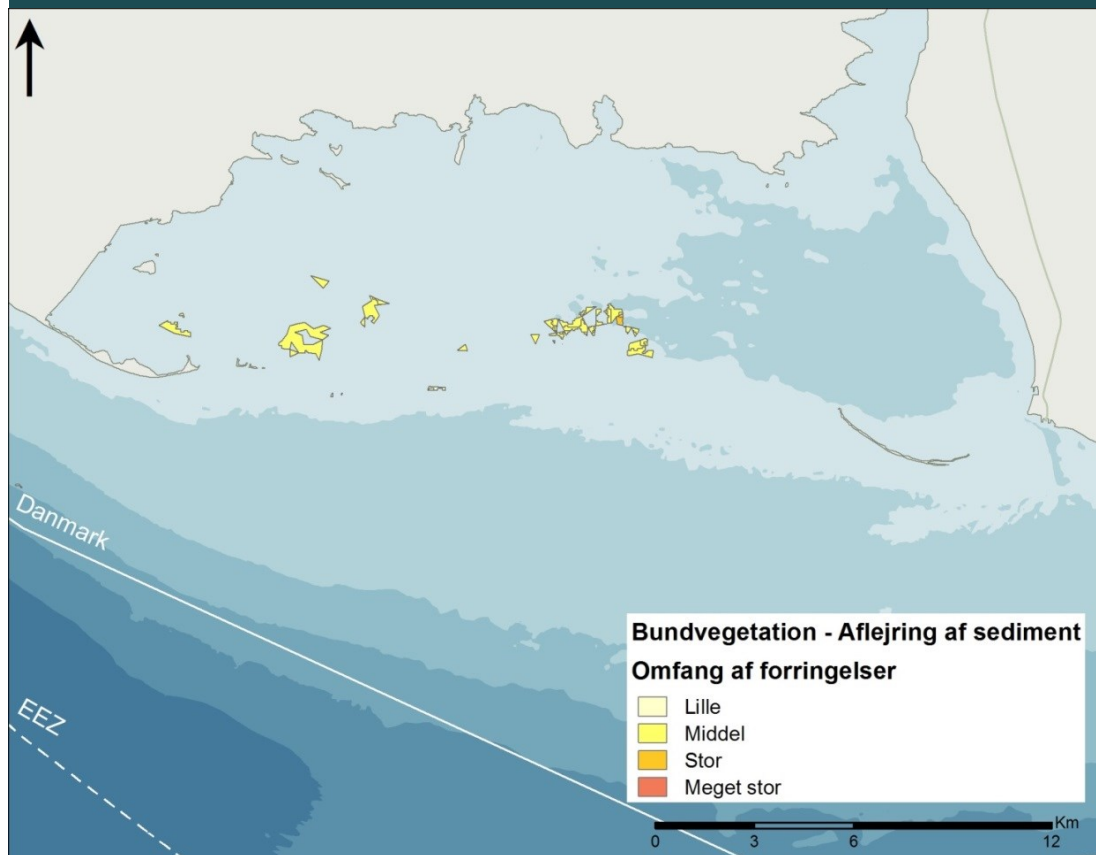 Danmark
EEZ
Bundvegetation - Aflejring af sediment
Omfang af forringelser
Lille
Middel
Stor
Meget stor
Km
0 3 6 12